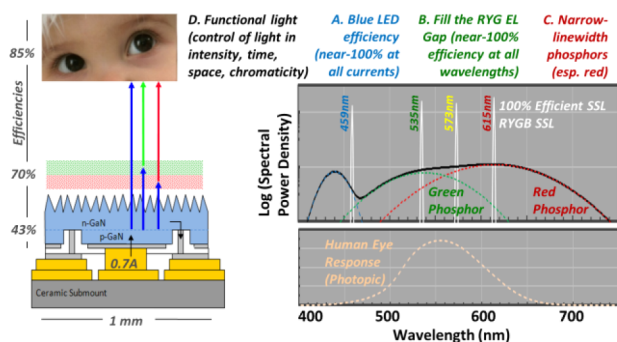 D. Functional light
(control of light in
intensity, time,
space, chromaticity)
A. Blue LED
efficiency
(near-100% at
all currents)
B. Fill the RYG EL
Gap (near-100%
efficiency at all
wavelengths)
C. Narrow-
linewidth
phosphors
(esp. red)
85%
Efficiencies
70%
43%
n-GaN
p-GaN
0.7A
Ceramic Submount
1 mm
Log (Spectral
Power Density)
459nm
535nm
573nm
615nm
100% Efficient SSL
RYGB SSL
Green
Phosphor
Red
Phosphor
Human Eye
Response
(Photopic)
400
500
600
700
Wavelength (nm)